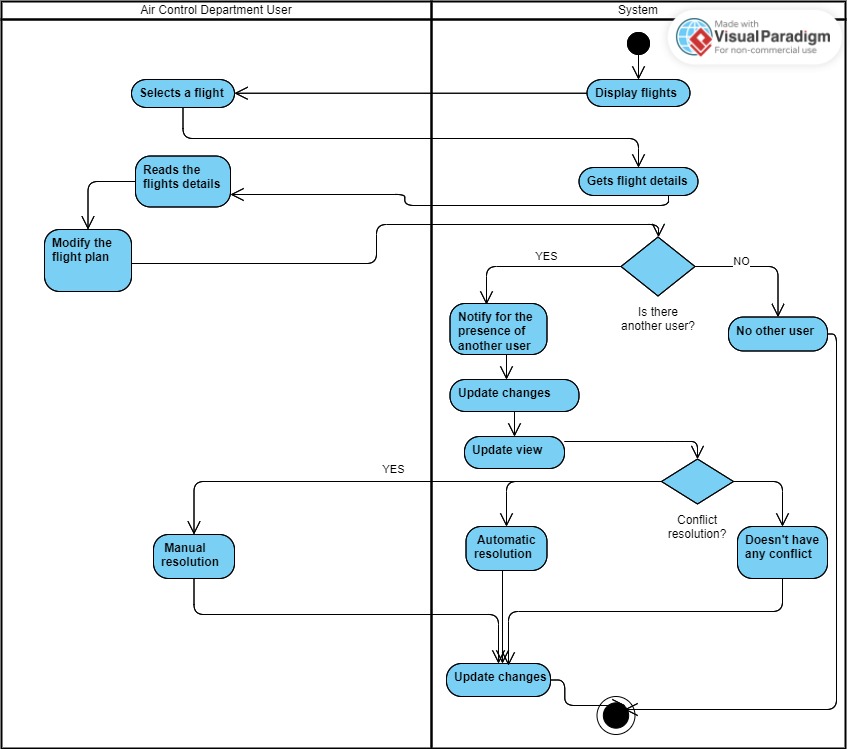 Air Control Department User
System
Made with
Visual Paradigm
For non-commercial use
Selects a flight
Display flights
Reads the
flights details
Gets flight details
Modify the
flight plan
YES
NO
Is there
another user?
Notify for the
presence of
another user
No other user
Update changes
Update view
YES
Conflict
resolution?
Manual
resolution
Automatic
resolution
Doesn't have
any conflict
Update changes